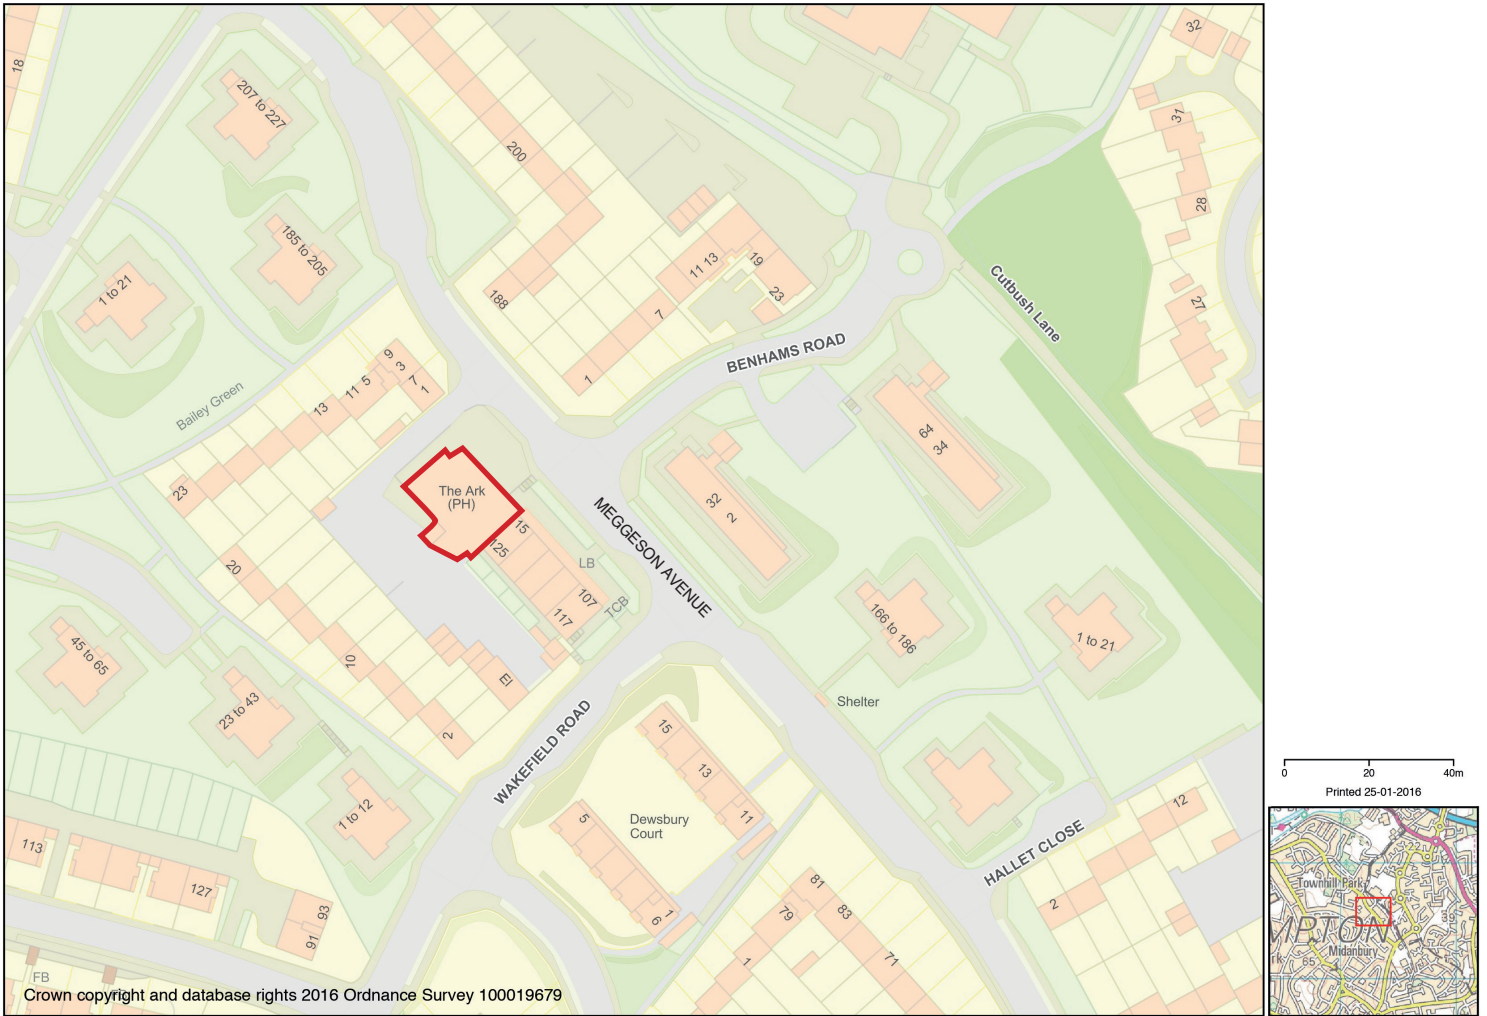 18
207 to 227
200
32
31
28
27
185 to 205
1 to 21
188
11 13
19
23
7
1
BENHAMS ROAD
Cutbush Lane
Bailey Green
9
3
7
1
11 5
13
23
The Ark
(PH)
15
125
LB
107
TCB
117
MEGGESON AVENUE
32
2
64
34
20
10
2
El
45 to 65
23 to 43
1 to 12
166 to 186
1 to 21
Shelter
WAKEFIELD ROAD
15
13
11
Dewsbury
Court
5
1
6
HALLET CLOSE
12
2
81
79
83
71
1
113
127
93
91
FB
Crown copyright and database rights 2016 Ordnance Survey 100019679
0 20 40m
Printed 25-01-2016
Townhill Park
MPTON
Midanbury
rk
65
22